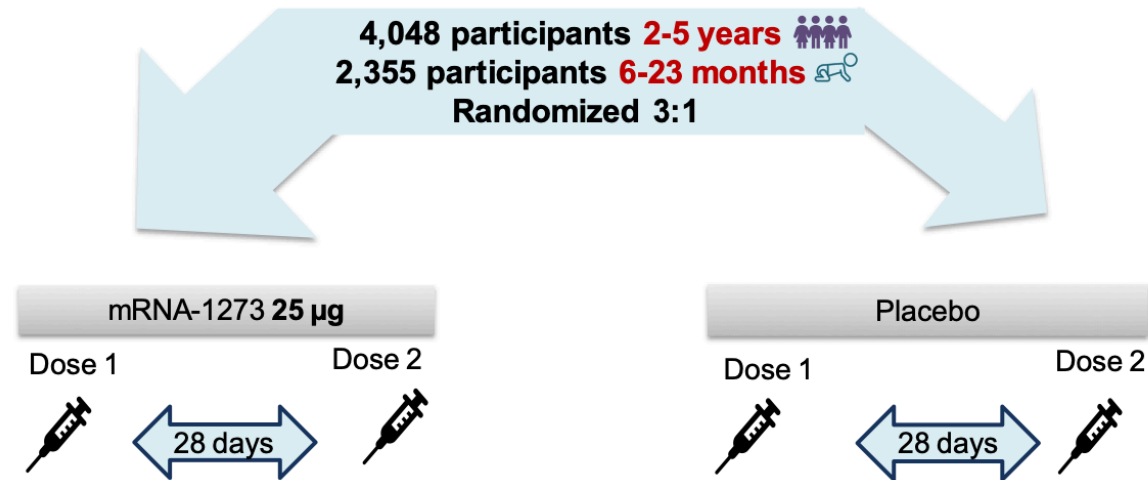 4,048 participants 2-5 years
2,355 participants 6-23 months
Randomized 3:1
mRNA-1273 25 µg
Dose 1
Dose 2
28 days
Placebo
Dose 1
Dose 2
28 days